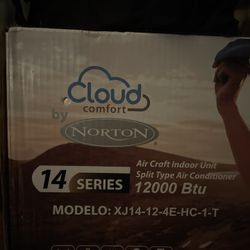 Cloud
comfort
by
NORTON
Air Craft Indoor Unit
Split Type Air Conditioner
14 SERIES
12000 Btu
MODELO: XJ14-12-4E-HC-1-T